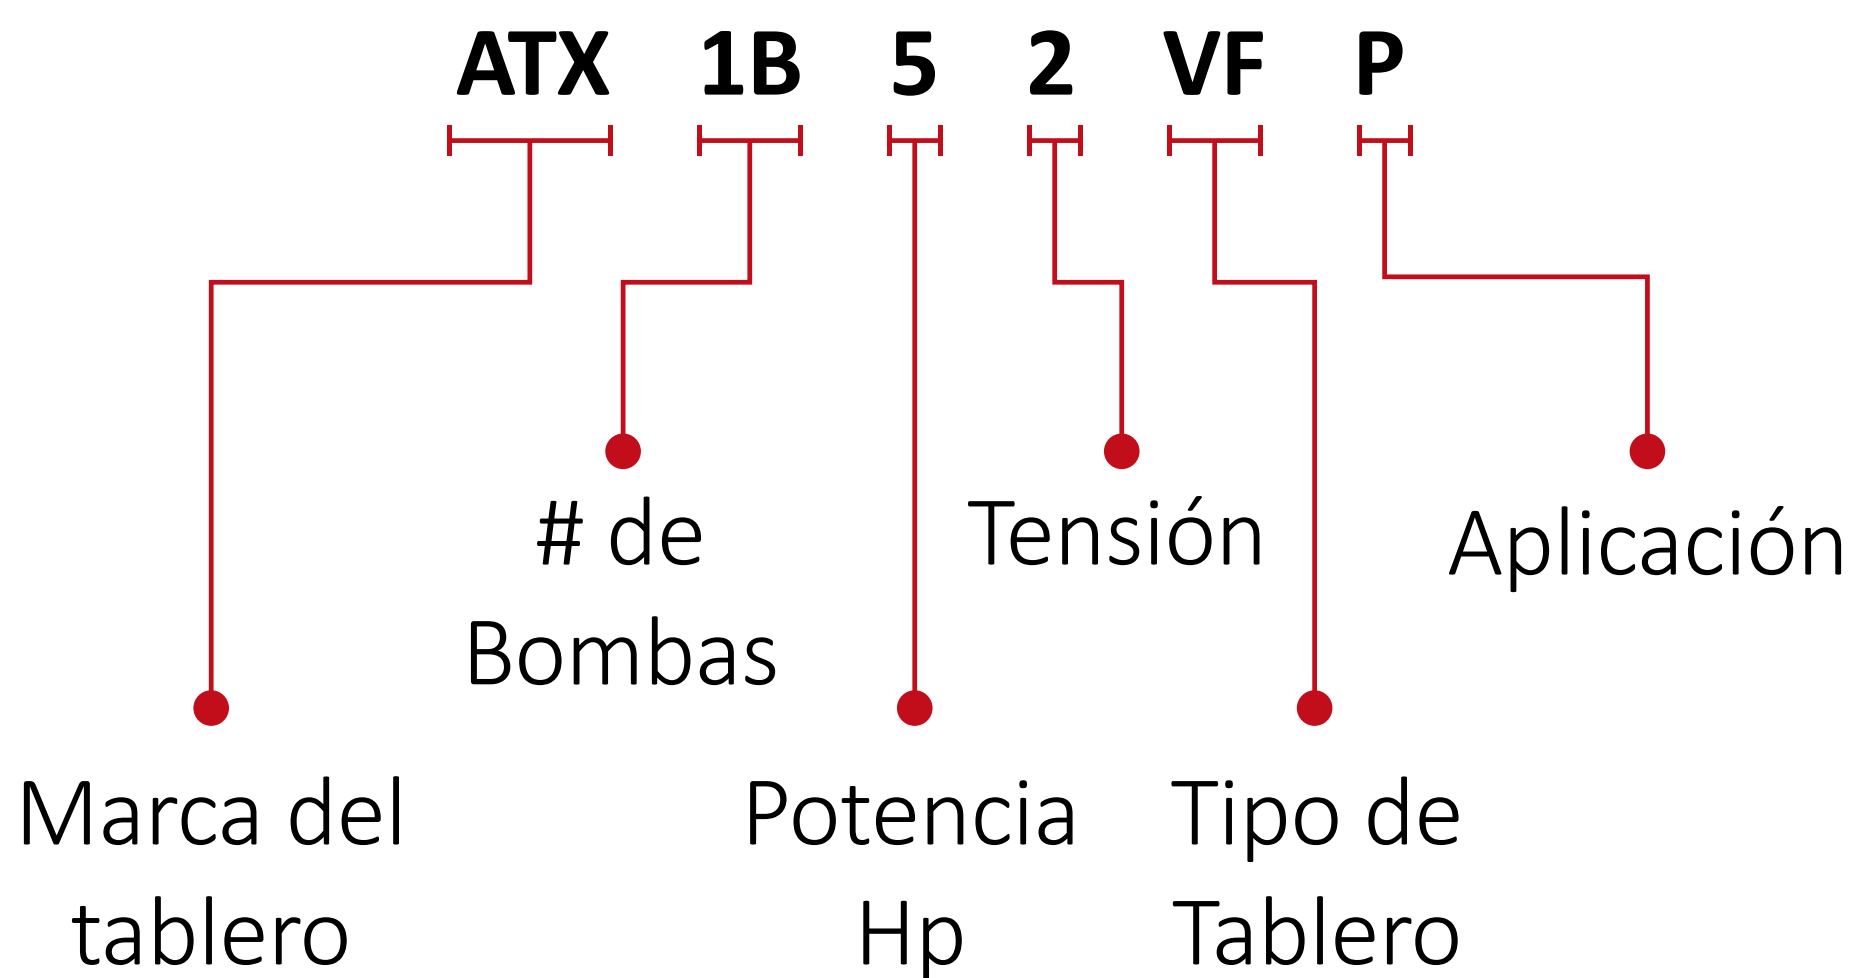 ATX 1B 5 2 VF P
# de
Bombas
Tensión
Aplicación
Marca del
tablero
Potencia
Hp
Tipo de
Tablero